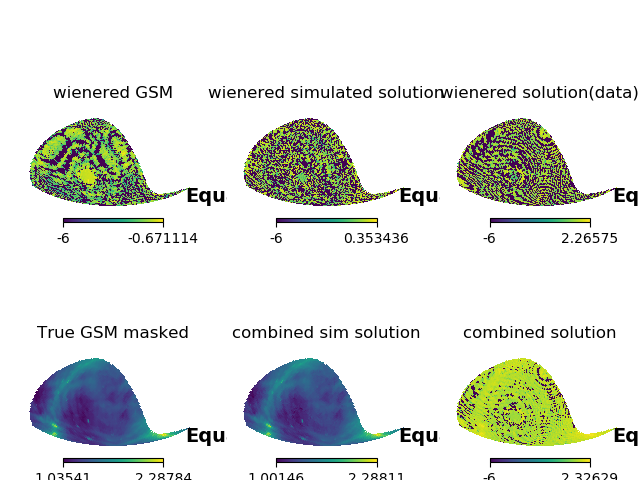 wienered GSM
wienered simulated solution
wienered solution(data)
Equ
Equ
Eq
-6 -0.671114
-6 0.353436
-6 2.26575
True GSM masked
combined sim solution
combined solution
Equ
Equ
Eq
1.03541 2.28784
1.00146 2.28811
-6 2.32629